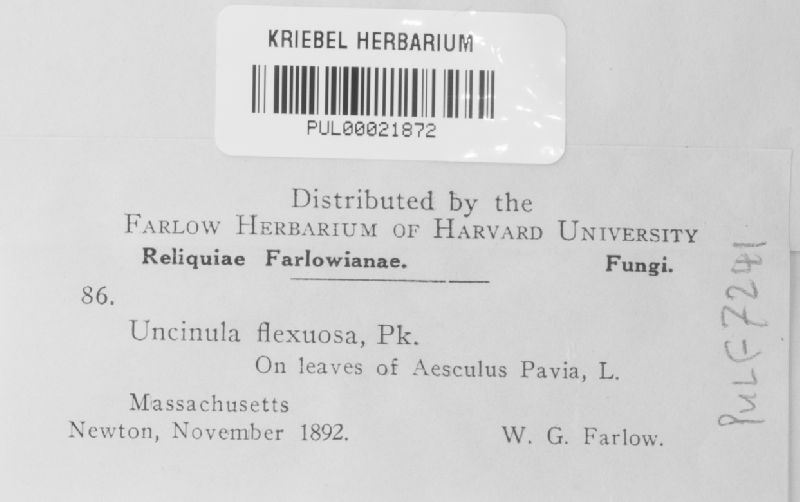 KRIEBEL HERBARIUM
PUL00021872
Distributed by the
FARLOW HERBARIUM OF HARVARD UNIVERSITY
Reliquiae Farlowianae. Fungi.
86.
Uncinula flexuosa, Pk.
On leaves of Aesculus Pavia, L.
Massachusetts
Newton, November 1892. W. G. Farlow.
PUL F7241